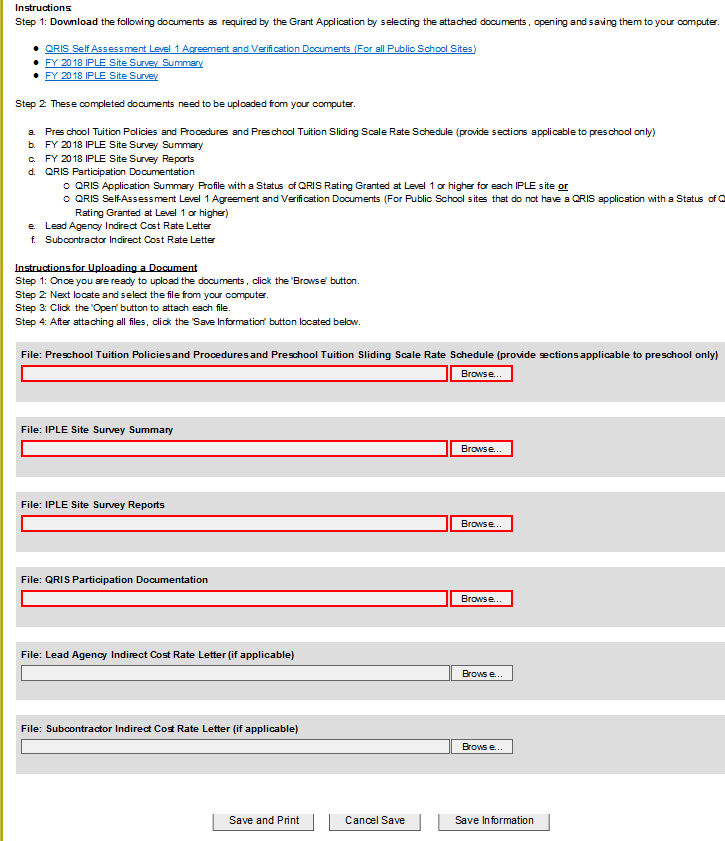 Instructions:
Step 1: Download the following documents as required by the Grant Application by selecting the attached documents, opening and saving them to your computer.
QRIS Self Assessment Level 1 Agreement and Verification Documents (For all Public School Sites)
FY 2018 IPLE Site Survey Summary
FY 2018 IPLE Site Survey
Step 2: These completed documents need to be uploaded from your computer.
a. Preschool Tuition Policies and Procedures and Preschool Tuition Sliding Scale Rate Schedule (provide sections applicable to preschool only)
b. FY 2018 IPLE Site Survey Summary
c. FY 2018 IPLE Site Survey Reports
d. QRIS Participation Documentation
QRIS Application Summary Profile with a Status of QRIS Rating Granted at Level 1 or higher for each IPLE site or
QRIS Self-Assessment Level 1 Agreement and Verification Documents (For Public School sites that do not have a QRIS application with a Status of Q
Rating Granted at Level 1 or higher)
e. Lead Agency Indirect Cost Rate Letter
f. Subcontractor Indirect Cost Rate Letter
Instructions for Uploading a Document
Step 1: Once you are ready to upload the documents, click the 'Browse' button.
Step 2: Next locate and select the file from your computer.
Step 3: Click the 'Open' button to attach each file.
Step 4: After attaching all files, click the 'Save Information' button located below.
File: Preschool Tuition Policies and Procedures and Preschool Tuition Sliding Scale Rate Schedule (provide sections applicable to preschool only)
Browse...
File: IPLE Site Survey Summary
Browse...
File: IPLE Site Survey Reports
Browse...
File: QRIS Participation Documentation
Browse...
File: Lead Agency Indirect Cost Rate Letter (if applicable)
Browse...
File: Subcontractor Indirect Cost Rate Letter (if applicable)
Browse...
Save and Print Cancel Save Save Information